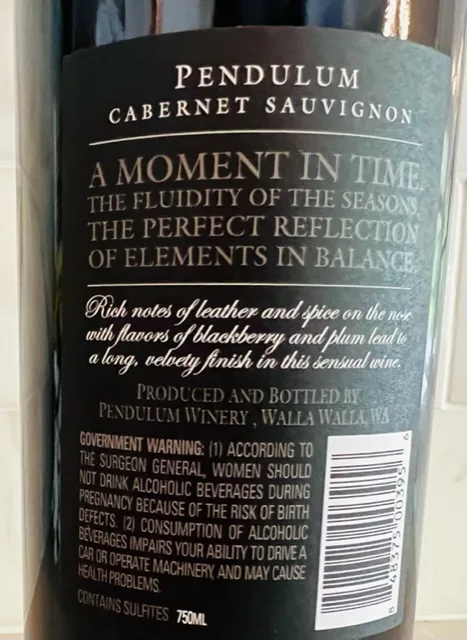 PENDULUM
CABERNET SAUVIGNON
A MOMENT IN TIME.
THE FLUIDITY OF THE SEASONS,
THE PERFECT REFLECTION
OF ELEMENTS IN BALANCE.
Rich notes of leather and spice on the nose
with flavors of blackberry and plum lead to
a long, velvety finish in this sensual wine.
PRODUCED AND BOTTLED BY
PENDULUM WINERY, WALLA WALLA, WA
GOVERNMENT WARNING: (1) ACCORDING TO
THE SURGEON GENERAL, WOMEN SHOULD
NOT DRINK ALCOHOLIC BEVERAGES DURING
PREGNANCY BECAUSE OF THE RISK OF BIRTH
DEFECTS. (2) CONSUMPTION OF ALCOHOLIC
BEVERAGES IMPAIRS YOUR ABILITY TO DRIVE A
CAR OR OPERATE MACHINERY, AND MAY CAUSE
HEALTH PROBLEMS.
CONTAINS SULFITES 750ML
8 48375 00395 6